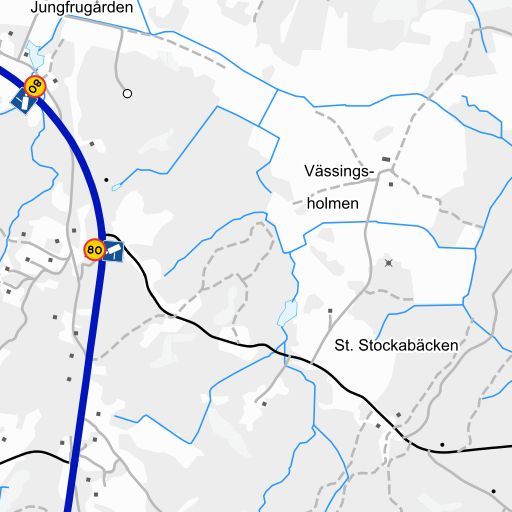 Jungfrugården
80
Vässings-
holmen
80
St. Stockabäcken